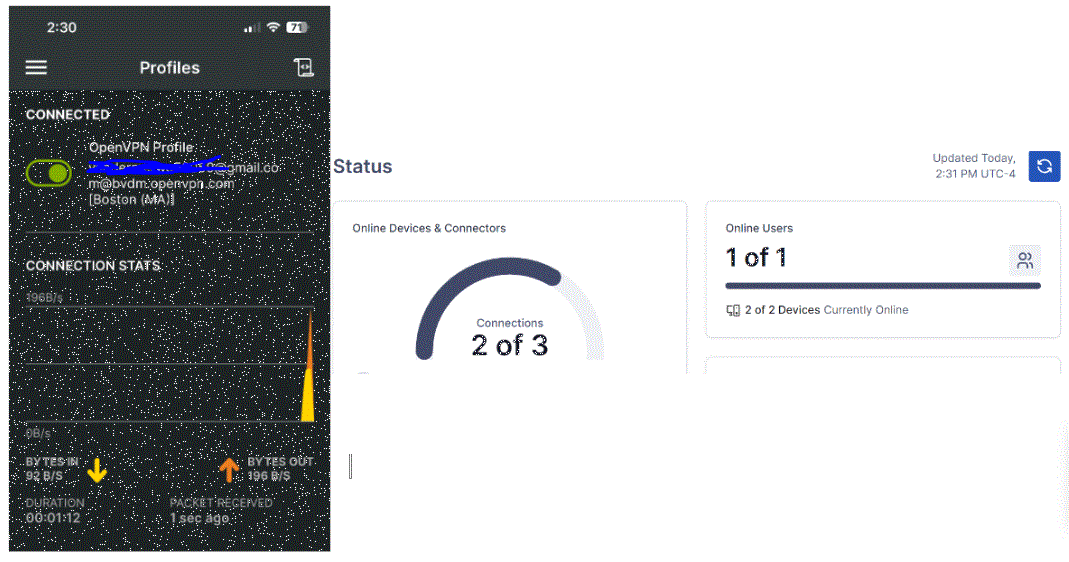 2:30
71
Profiles
CONNECTED
OpenVPN Profile
@gmail.co
m@bvdm.openvpn.com
[Boston (MA)]
CONNECTION STATS
196B/s
0B/s
BYTES IN
92 B/S
BYTES OUT
196 B/S
DURATION
00:01:12
PACKET RECEIVED
1 sec ago
Status
Updated Today,
2:31 PM UTC-4
Online Devices & Connectors
Connections
2 of 3
Online Users
1 of 1
2 of 2 Devices Currently Online